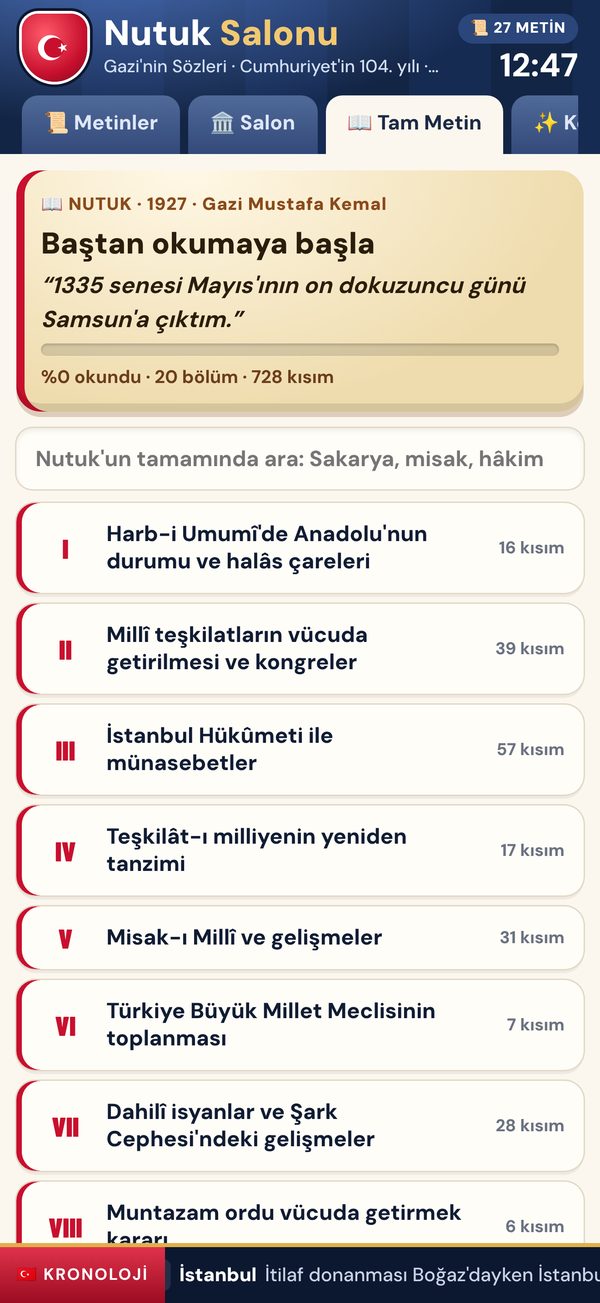 Nutuk Salonu
📜 27 METİN
Gazi'nin Sözleri · Cumhuriyet'in 104. yılı ·...
12:47
📜 Metinler
🏛️ Salon
📖 Tam Metin
✨ K
📖 NUTUK · 1927 · Gazi Mustafa Kemal
Baştan okumaya başla
“1335 senesi Mayıs'ının on dokuzuncu günü
Samsun'a çıktım.”
%0 okundu · 20 bölüm · 728 kısım
Nutuk'un tamamında ara: Sakarya, misak, hâkim
I
Harb-i Umumî'de Anadolu'nun
durumu ve halâs çareleri
16 kısım
II
Millî teşkilatların vücuda
getirilmesi ve kongreler
39 kısım
III
İstanbul Hükûmeti ile
münasebetler
57 kısım
IV
Teşkilât-ı milliyenin yeniden
tanzimi
17 kısım
V
Misak-ı Millî ve gelişmeler
31 kısım
VI
Türkiye Büyük Millet Meclisinin
toplanması
7 kısım
VII
Dahilî isyanlar ve Şark
Cephesi'ndeki gelişmeler
28 kısım
VIII
Muntazam ordu vücuda getirmek
kararı
6 kısım
🇹🇷 KRONOLOJİ
İstanbul İtilaf donanması Boğaz'dayken İstanbu